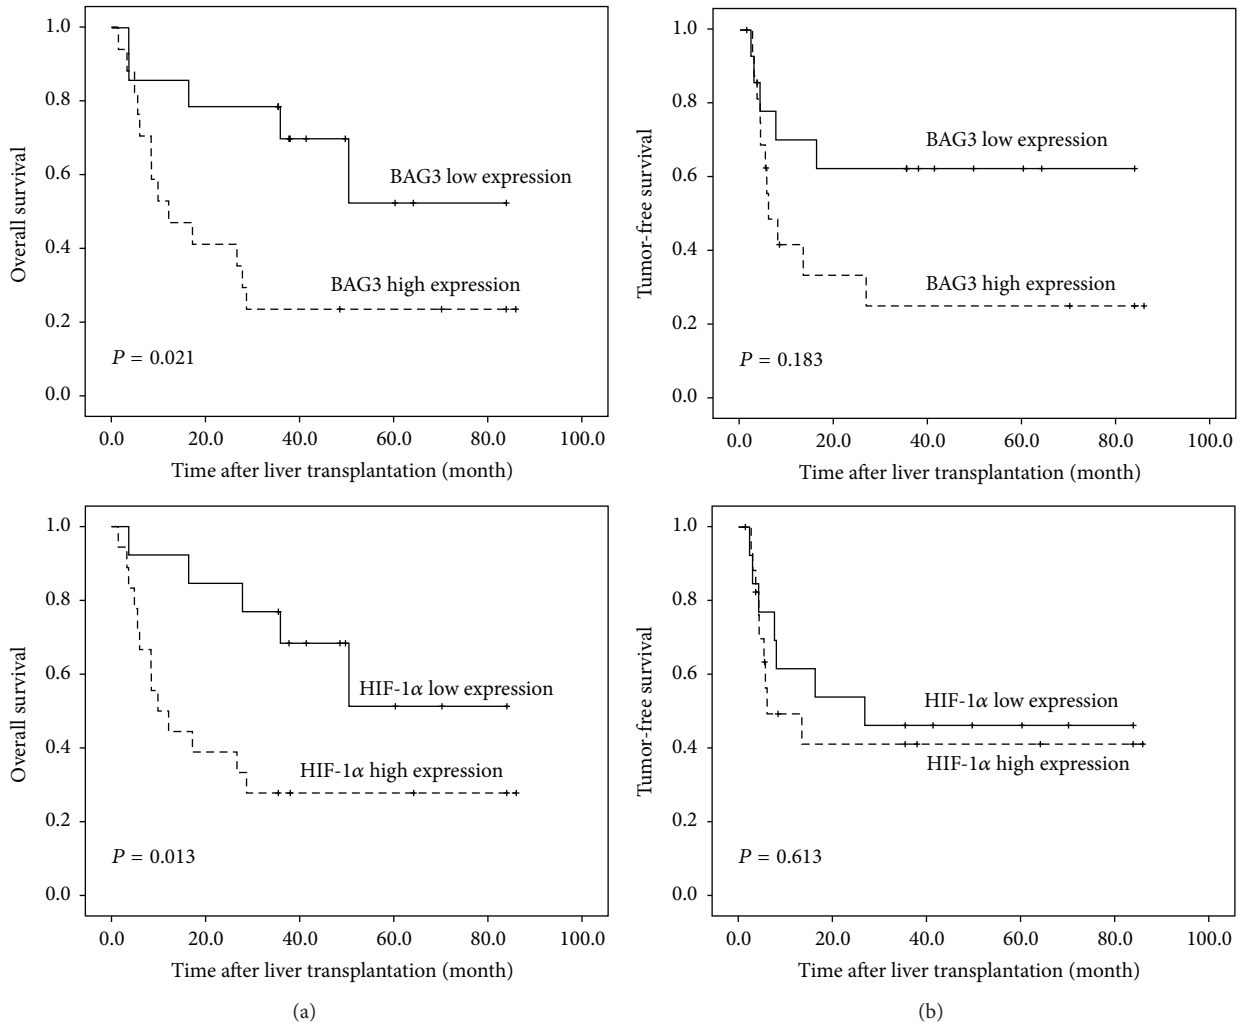 1.0
0.8
0.6
0.4
0.2
0.0
Overall survival
BAG3 low expression
BAG3 high expression
P = 0.021
0.0 20.0 40.0 60.0 80.0 100.0
Time after liver transplantation (month)
1.0
0.8
0.6
0.4
0.2
0.0
Tumor-free survival
BAG3 low expression
BAG3 high expression
P = 0.183
0.0 20.0 40.0 60.0 80.0 100.0
Time after liver transplantation (month)
1.0
0.8
0.6
0.4
0.2
0.0
Overall survival
HIF-1α low expression
HIF-1α high expression
P = 0.013
0.0 20.0 40.0 60.0 80.0 100.0
Time after liver transplantation (month)
(a)
1.0
0.8
0.6
0.4
0.2
0.0
Tumor-free survival
HIF-1α low expression
HIF-1α high expression
P = 0.613
0.0 20.0 40.0 60.0 80.0 100.0
Time after liver transplantation (month)
(b)